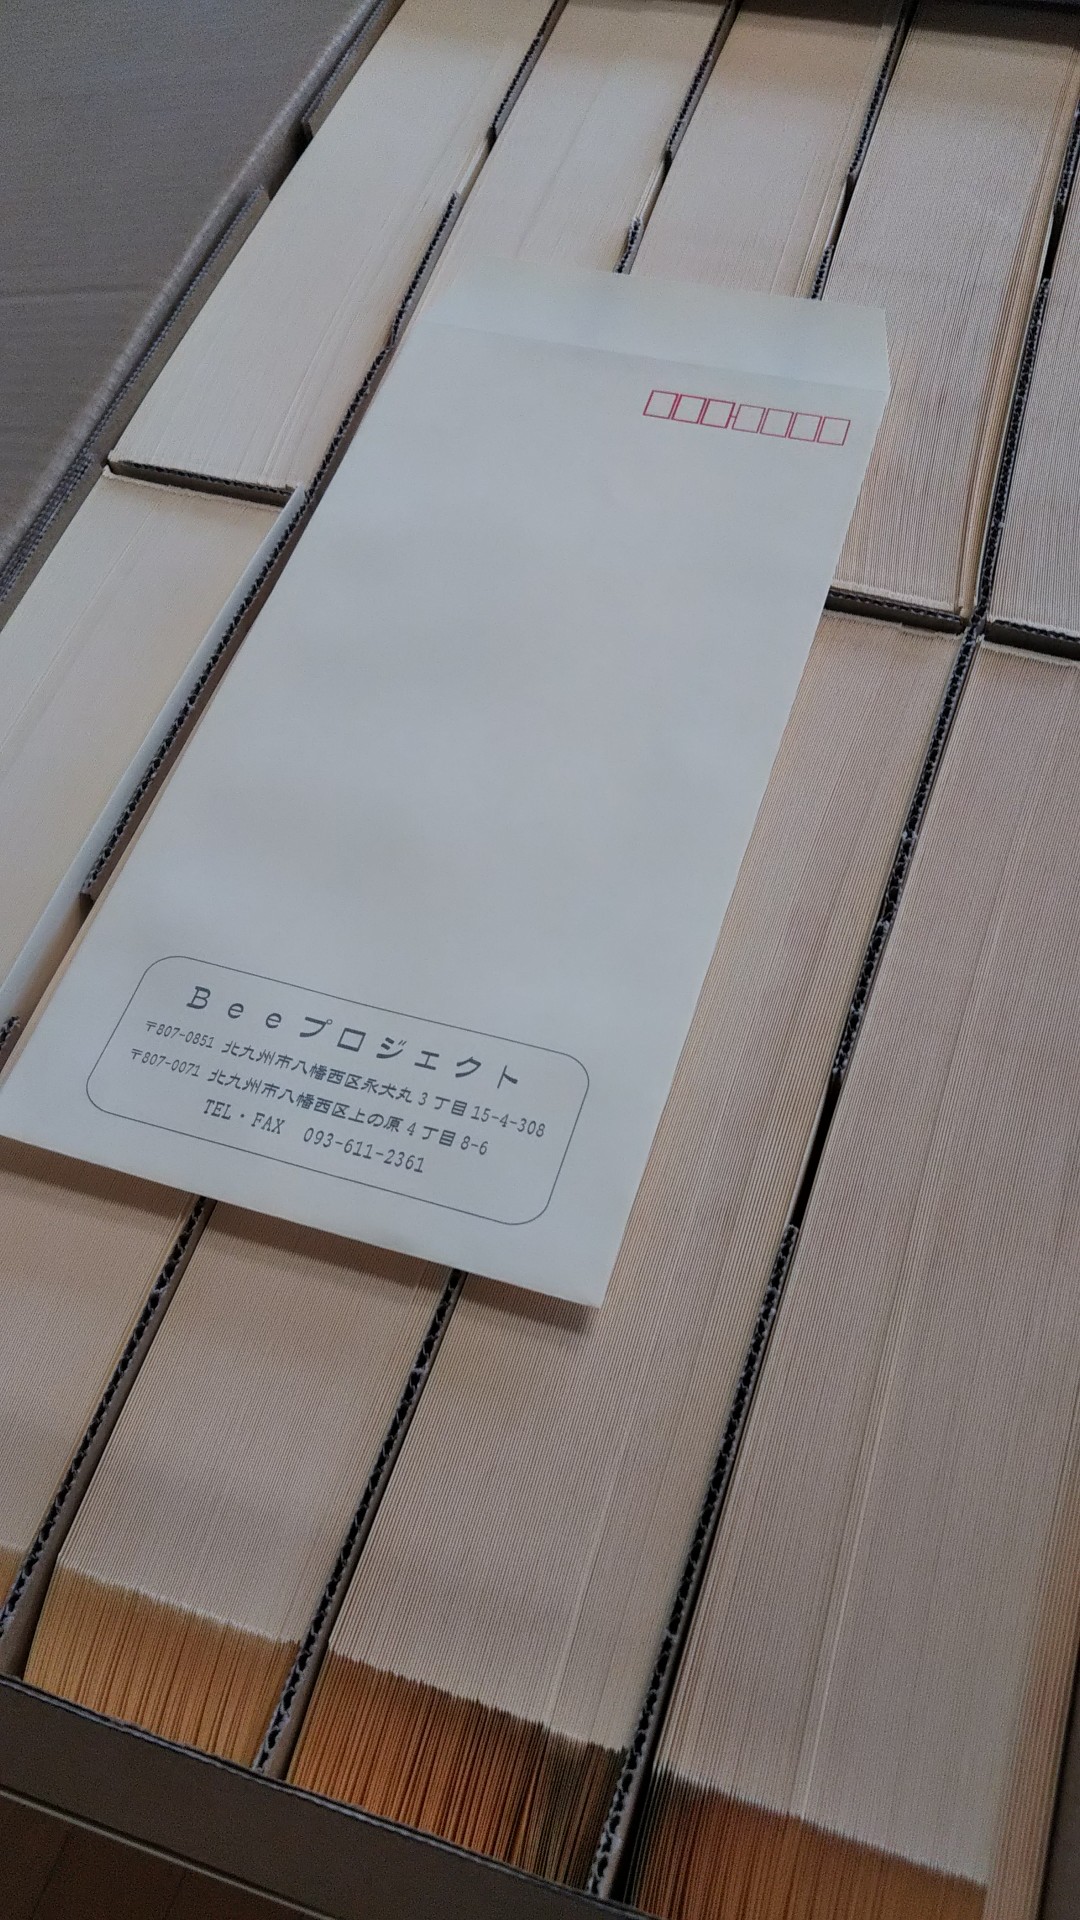 Beeプロジェクト
〒807-0851 北九州市八幡西区永犬丸3丁目15-4-308
〒807-0071 北九州市八幡西区上の原4丁目8-6
TEL・FAX 093-611-2361